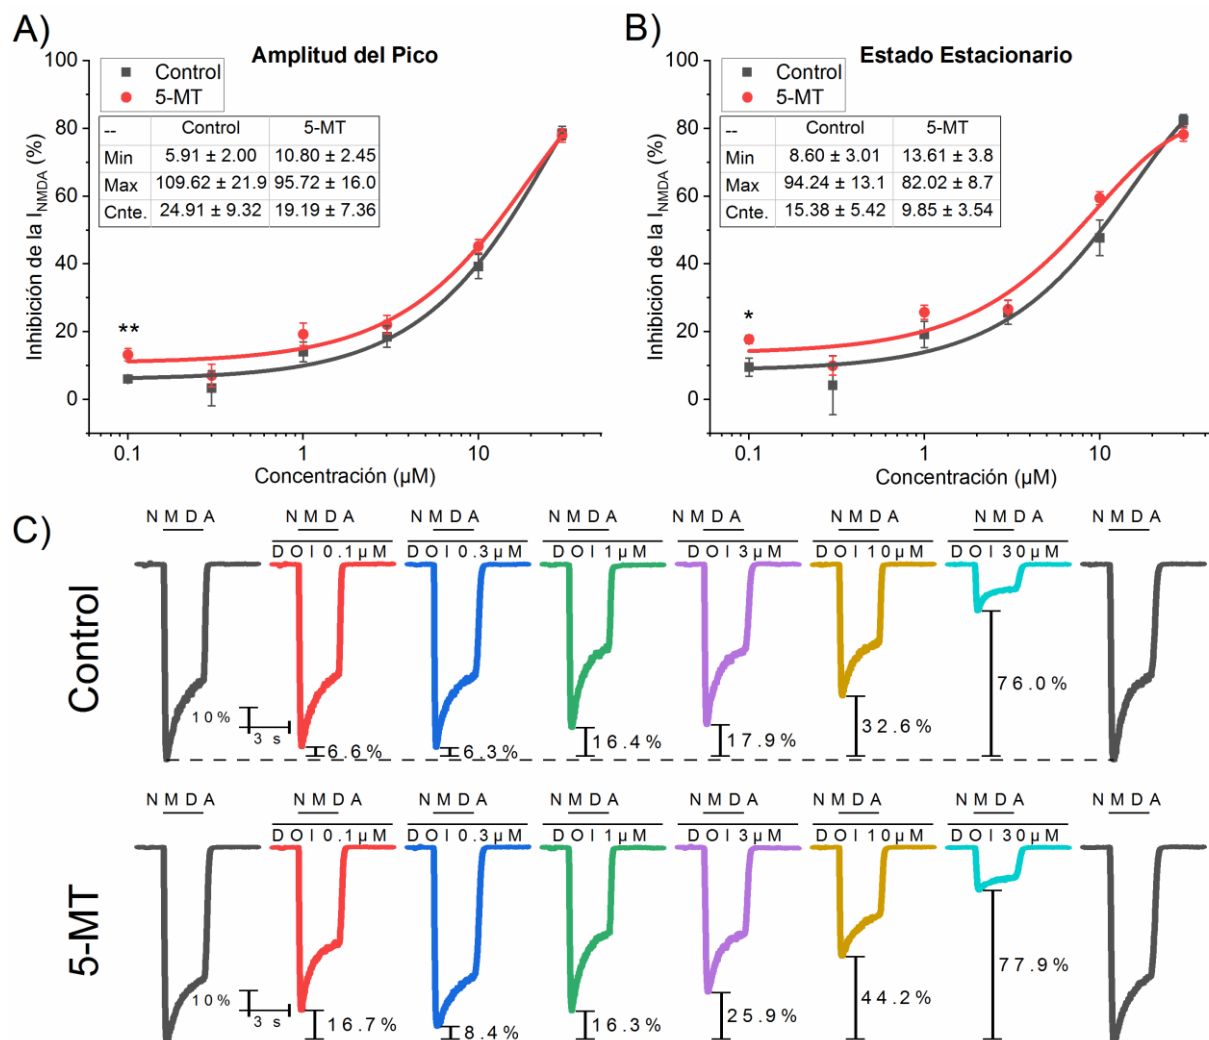 A)
Amplitud del Pico
Control
5-MT
-- Control 5-MT
Min 5.91 ± 2.00 10.80 ± 2.45
Max 109.62 ± 21.9 95.72 ± 16.0
Cnte. 24.91 ± 9.32 19.19 ± 7.36
Inhibición de la I_NMDA (%)
100
80
60
40
20
0
**
0.1 1 10
Concentración (µM)
B)
Estado Estacionario
Control
5-MT
-- Control 5-MT
Min 8.60 ± 3.01 13.61 ± 3.8
Max 94.24 ± 13.1 82.02 ± 8.7
Cnte. 15.38 ± 5.42 9.85 ± 3.54
Inhibición de la I_NMDA (%)
100
80
60
40
20
0
*
0.1 1 10
Concentración (µM)
C)
NMDA NMDA NMDA NMDA NMDA NMDA NMDA NMDA
DOI 0.1µM DOI 0.3µM DOI 1µM DOI 3µM DOI 10µM DOI 30µM
Control
10%
3 s
6.6%
6.3%
16.4%
17.9%
32.6%
76.0%
NMDA NMDA NMDA NMDA NMDA NMDA NMDA NMDA
DOI 0.1µM DOI 0.3µM DOI 1µM DOI 3µM DOI 10µM DOI 30µM
5-MT
10%
3 s
16.7%
8.4%
16.3%
25.9%
44.2%
77.9%